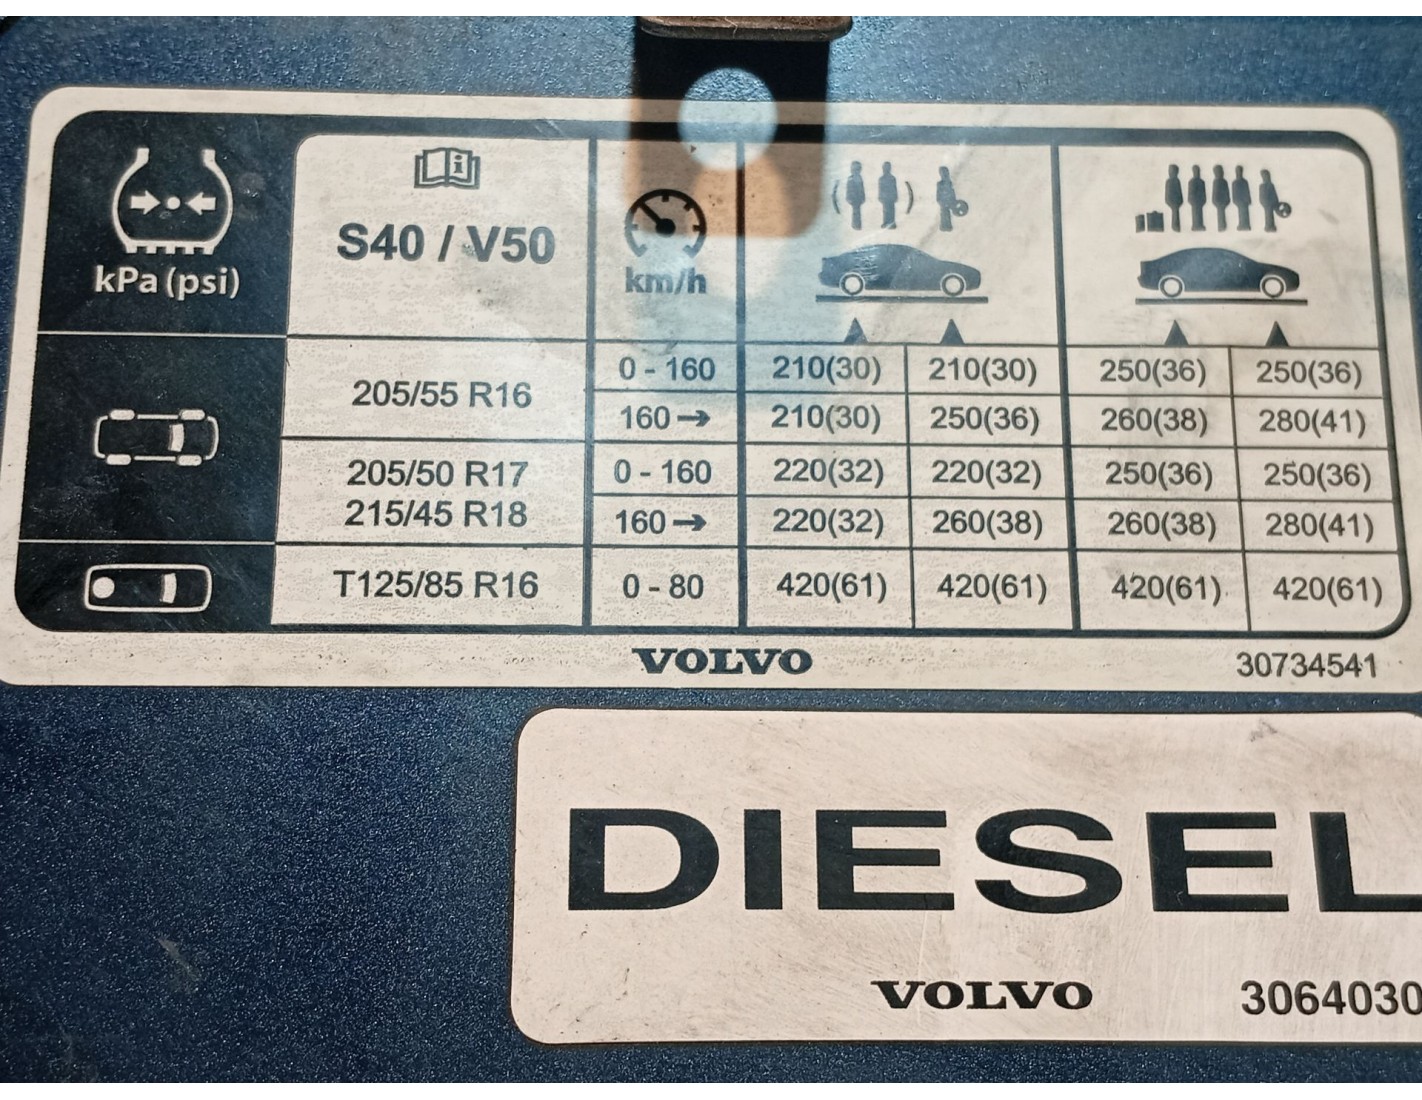 kPa (psi)
S40 / V50
km/h
205/55 R16
0 - 160 210(30) 210(30) 250(36) 250(36)
160→ 210(30) 250(36) 260(38) 280(41)
205/50 R17
0 - 160 220(32) 220(32) 250(36) 250(36)
215/45 R18
160→ 220(32) 260(38) 260(38) 280(41)
T125/85 R16 0 - 80 420(61) 420(61) 420(61) 420(61)
VOLVO 30734541
DIESEL
VOLVO 3064030